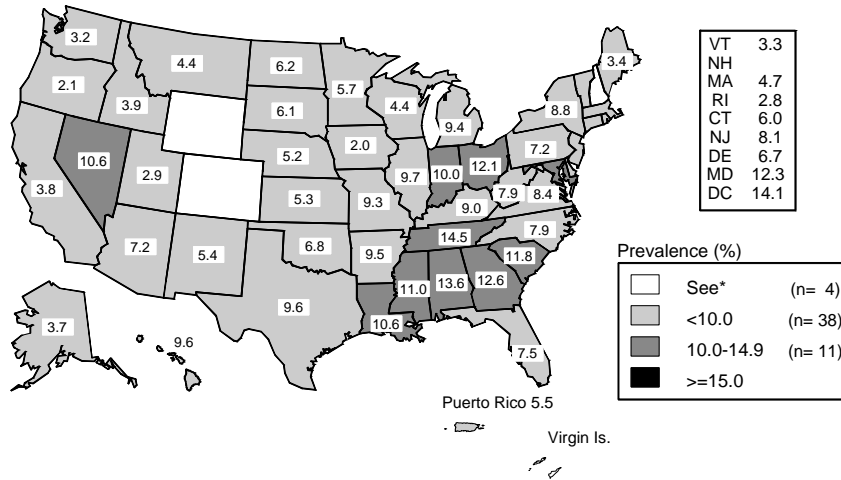 3.2
2.1
3.9
4.4
6.2
6.1
5.7
4.4
9.4
3.4
8.8
7.2
10.6
3.8
2.9
5.2
2.0
9.7
10.0
12.1
7.9
8.4
5.3
9.3
9.0
7.9
7.2
5.4
6.8
9.5
14.5
11.8
9.6
10.6
11.0
13.6
12.6
7.5
3.7
9.6
Puerto Rico 5.5
Virgin Is.
VT 3.3
NH
MA 4.7
RI 2.8
CT 6.0
NJ 8.1
DE 6.7
MD 12.3
DC 14.1
Prevalence (%)
See* (n= 4)
<10.0 (n= 38)
10.0-14.9 (n= 11)
>=15.0